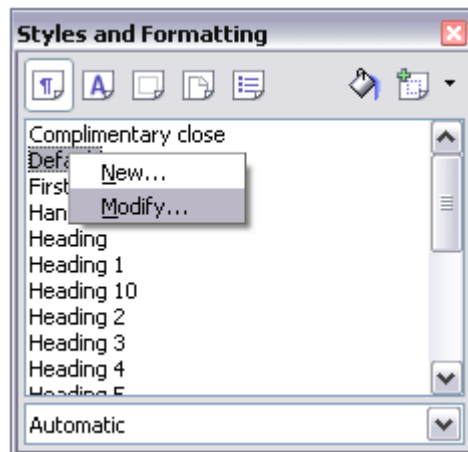 Styles and Formatting
Complimentary close
New...
First
Modify...
Han
Heading
Heading 1
Heading 10
Heading 2
Heading 3
Heading 4
Automatic